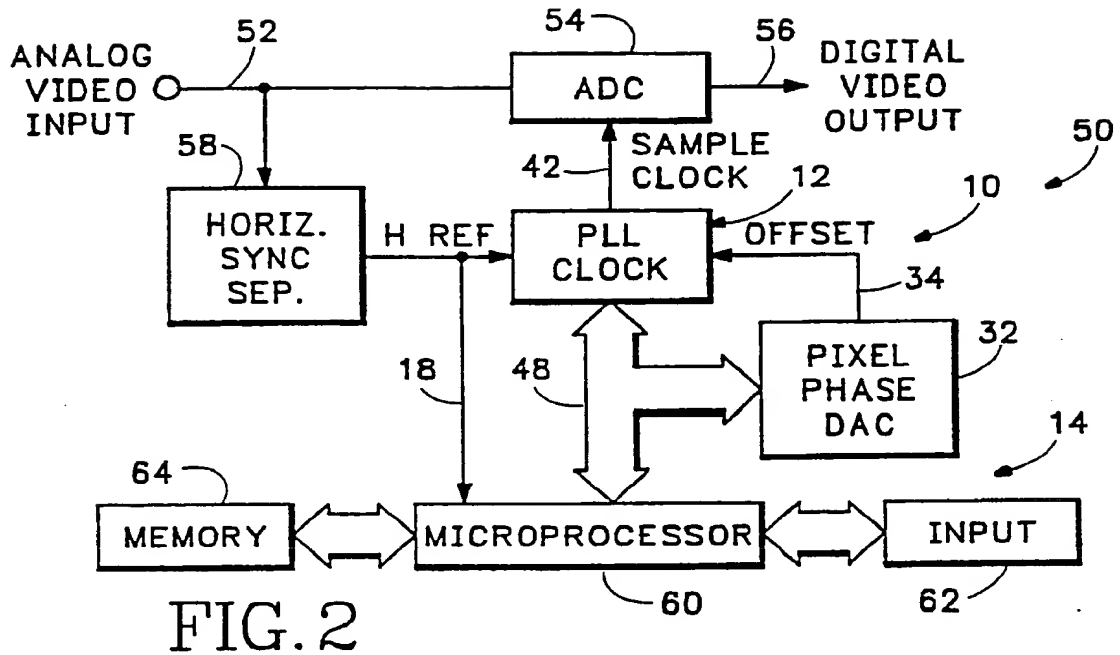 52
54
56
ANALOG
VIDEO
INPUT
ADC
DIGITAL
VIDEO
OUTPUT
58
42
SAMPLE
CLOCK
12
10
50
HORIZ.
SYNC
SEP.
H REF
PLL
CLOCK
OFFSET
34
18
48
PIXEL
PHASE
DAC
32
14
64
MEMORY
MICROPROCESSOR
INPUT
60
62
FIG. 2